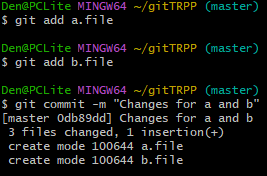 Den@PCLite MINGW64 ~/gitTRPP (master)
$ git add a.file
Den@PCLite MINGW64 ~/gitTRPP (master)
$ git add b.file
Den@PCLite MINGW64 ~/gitTRPP (master)
$ git commit -m "Changes for a and b"
[master 0db89dd] Changes for a and b
3 files changed, 1 insertion(+)
create mode 100644 a.file
create mode 100644 b.file